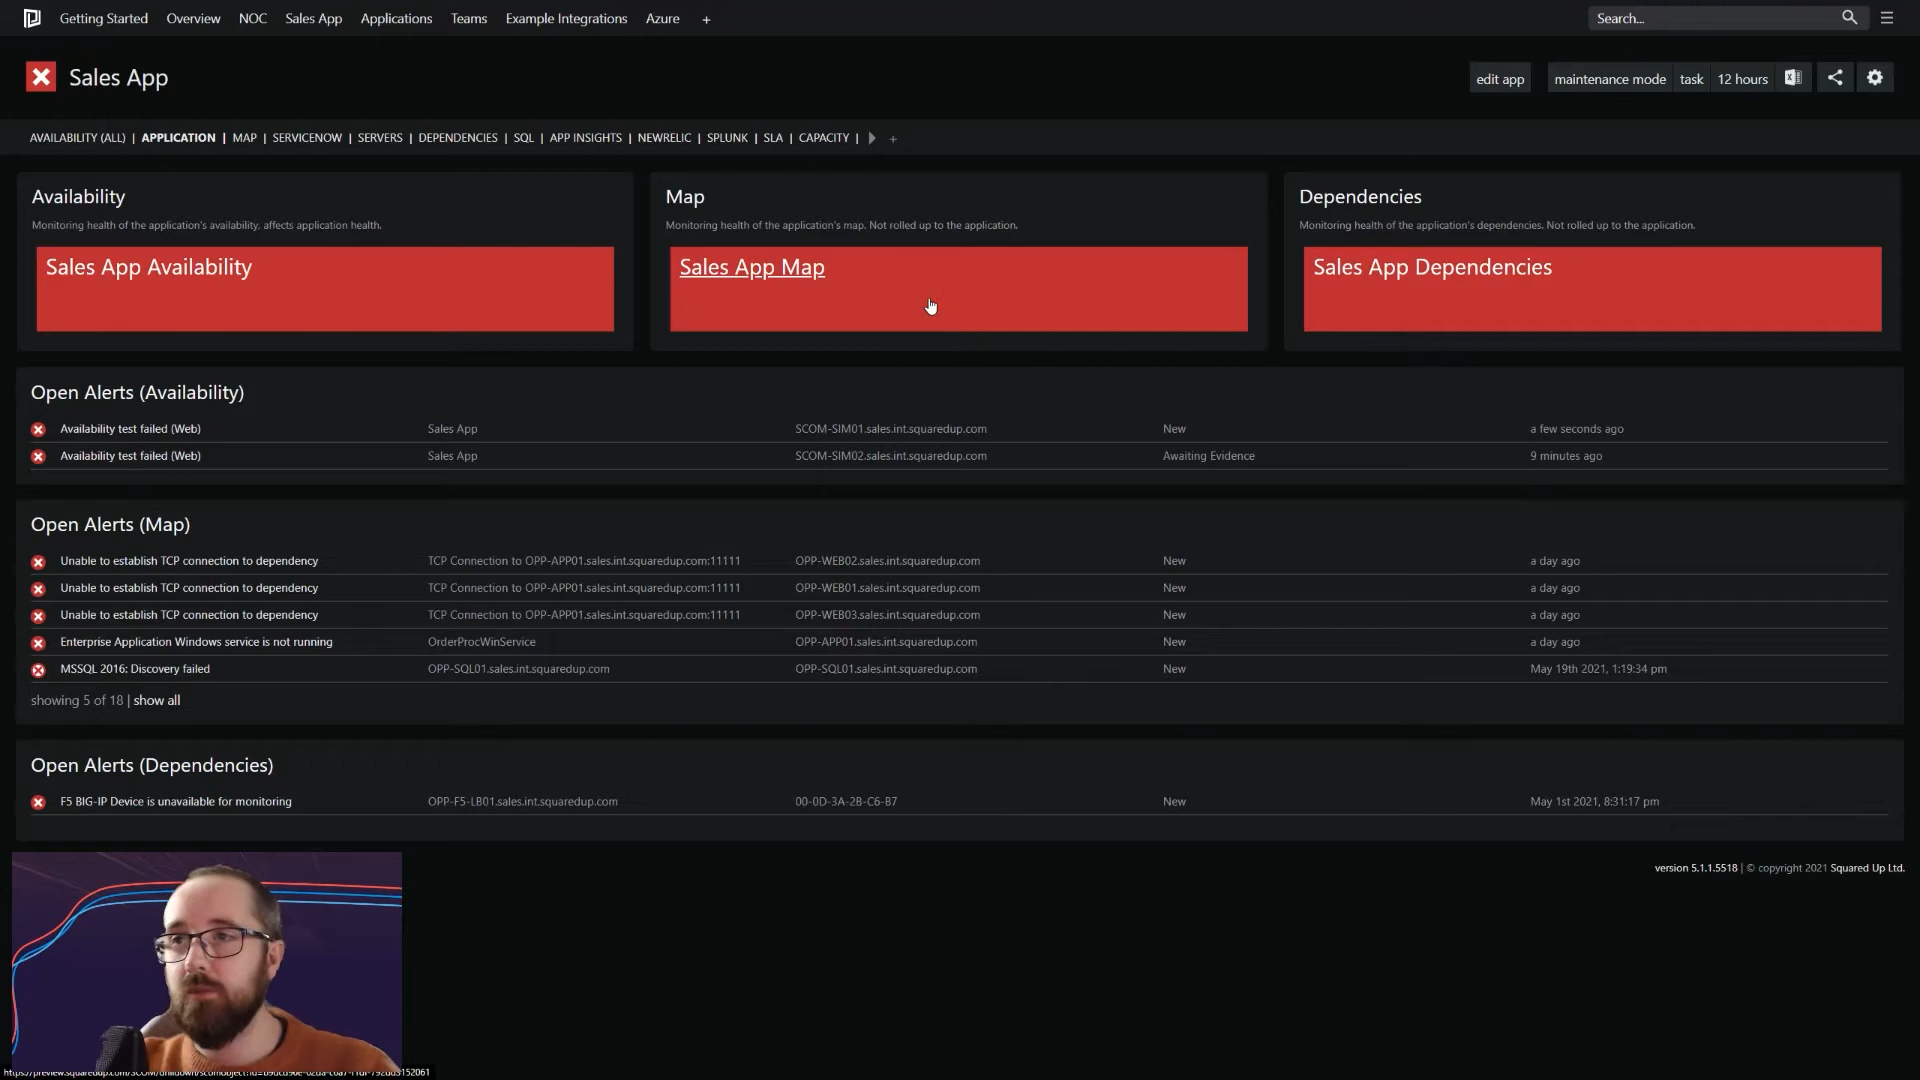 Getting Started Overview NOC Sales App Applications Teams Example Integrations Azure +
Search...
Sales App
edit app maintenance mode task 12 hours
AVAILABILITY (ALL) | APPLICATION | MAP | SERVICENOW | SERVERS | DEPENDENCIES | SQL | APP INSIGHTS | NEWRELIC | SPLUNK | SLA | CAPACITY | +
Availability
Monitoring health of the application's availability, affects application health.
Sales App Availability
Map
Monitoring health of the application's map. Not rolled up to the application.
Sales App Map
Dependencies
Monitoring health of the application's dependencies. Not rolled up to the application.
Sales App Dependencies
Open Alerts (Availability)
Availability test failed (Web) Sales App SCOM-SIM01.sales.int.squaredup.com New a few seconds ago
Availability test failed (Web) Sales App SCOM-SIM02.sales.int.squaredup.com Awaiting Evidence 9 minutes ago
Open Alerts (Map)
Unable to establish TCP connection to dependency TCP Connection to OPP-APP01.sales.int.squaredup.com:11111 OPP-WEB02.sales.int.squaredup.com New a day ago
Unable to establish TCP connection to dependency TCP Connection to OPP-APP01.sales.int.squaredup.com:11111 OPP-WEB01.sales.int.squaredup.com New a day ago
Unable to establish TCP connection to dependency TCP Connection to OPP-APP01.sales.int.squaredup.com:11111 OPP-WEB03.sales.int.squaredup.com New a day ago
Enterprise Application Windows service is not running OrderProcWinService OPP-APP01.sales.int.squaredup.com New a day ago
MSSQL 2016: Discovery failed OPP-SQL01.sales.int.squaredup.com OPP-SQL01.sales.int.squaredup.com New May 19th 2021, 1:19:34 pm
showing 5 of 18 | show all
Open Alerts (Dependencies)
F5 BIG-IP Device is unavailable for monitoring OPP-F5-LB01.sales.int.squaredup.com 00-0D-3A-2B-C6-B7 New May 1st 2021, 8:31:17 pm
version 5.1.1.5518 | © copyright 2021 Squared Up Ltd.